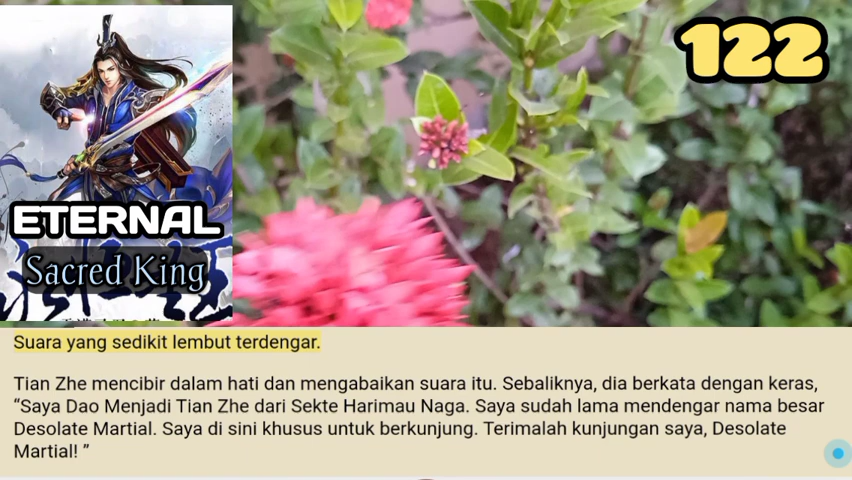 122
ETERNAL
Sacred King
Suara yang sedikit lembut terdengar.
Tian Zhe mencibir dalam hati dan mengabaikan suara itu. Sebaliknya, dia berkata dengan keras,
“Saya Dao Menjadi Tian Zhe dari Sekte Harimau Naga. Saya sudah lama mendengar nama besar
Desolate Martial. Saya di sini khusus untuk berkunjung. Terimalah kunjungan saya, Desolate
Martial! ”